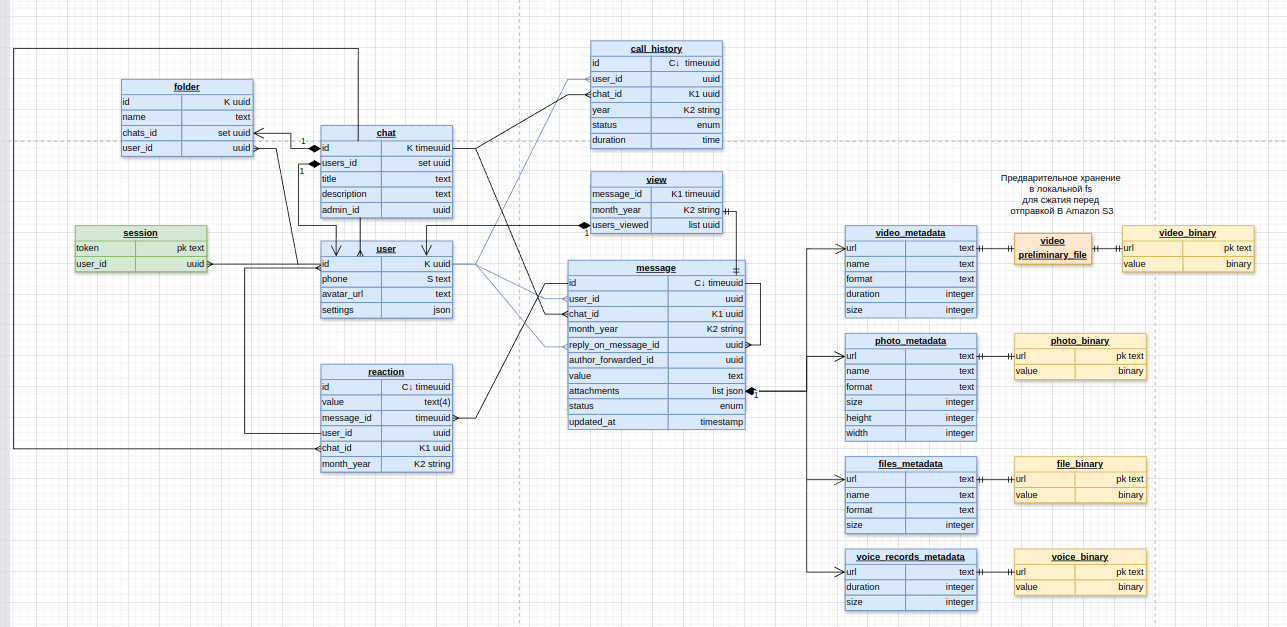 call_history
id C↓ timeuuid
user_id uuid
chat_id K1 uuid
year K2 string
status enum
duration time
folder
id K uuid
name text
chats_id set uuid
user_id uuid
1
chat
id K timeuuid
users_id set uuid
title text
description text
admin_id uuid
1
view
message_id K1 timeuuid
month_year K2 string
users_viewed list uuid
1
Предварительное хранение
в локальной fs
для сжатия перед
отправкой В Amazon S3
session
token pk text
user_id uuid
user
id K uuid
phone S text
avatar_url text
settings json
message
id C↓ timeuuid
user_id uuid
chat_id K1 uuid
month_year K2 string
reply_on_message_id uuid
author_forwarded_id uuid
value text
attachments list json
status enum
updated_at timestamp
1
reaction
id C↓ timeuuid
value text(4)
message_id timeuuid
user_id uuid
chat_id K1 uuid
month_year K2 string
video_metadata
url text
name text
format text
duration integer
size integer
video
preliminary_file
video_binary
url pk text
value binary
photo_metadata
url text
name text
format text
size integer
height integer
width integer
photo_binary
url pk text
value binary
files_metadata
url text
name text
format text
size integer
file_binary
url pk text
value binary
voice_records_metadata
url text
duration integer
size integer
voice_binary
url pk text
value binary